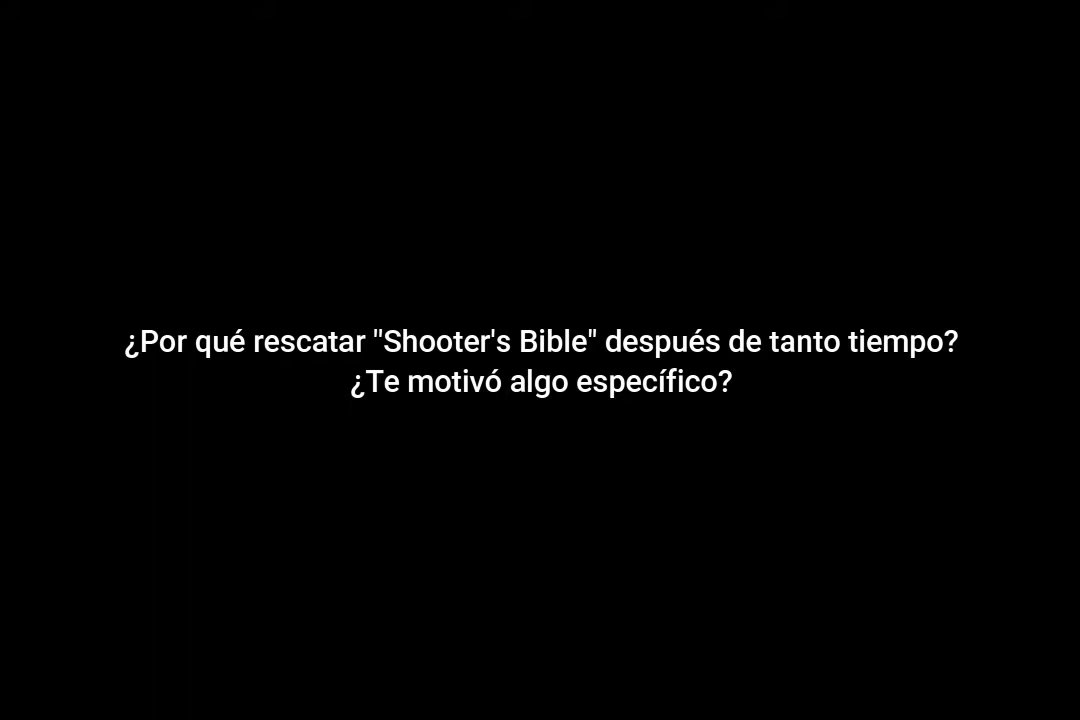 ¿Por qué rescatar "Shooter's Bible" después de tanto tiempo?
¿Te motivó algo específico?